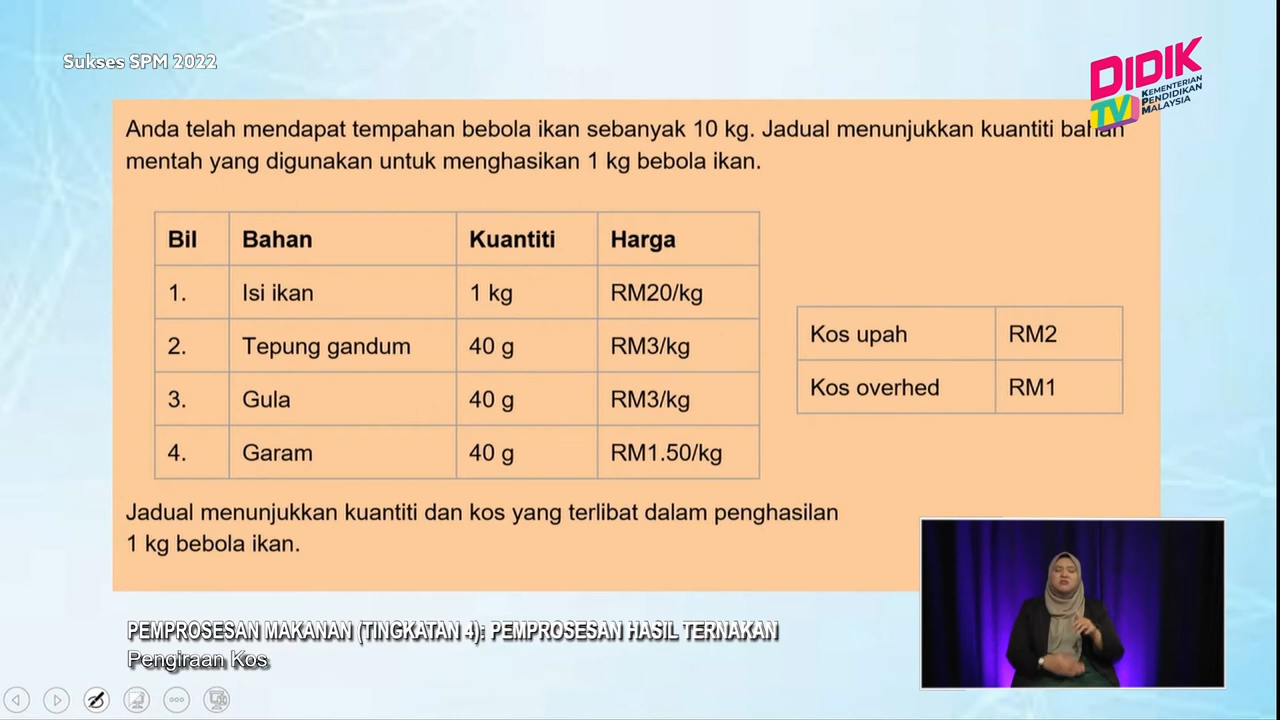 Sukses SPM 2022
DIDIK
TV
KEMENTERIAN
PENDIDIKAN
MALAYSIA
Anda telah mendapat tempahan bebola ikan sebanyak 10 kg. Jadual menunjukkan kuantiti bahan
mentah yang digunakan untuk menghasikan 1 kg bebola ikan.
Bil Bahan Kuantiti Harga
1. Isi ikan 1 kg RM20/kg
2. Tepung gandum 40 g RM3/kg
3. Gula 40 g RM3/kg
4. Garam 40 g RM1.50/kg
Kos upah RM2
Kos overhed RM1
Jadual menunjukkan kuantiti dan kos yang terlibat dalam penghasilan
1 kg bebola ikan.
PEMPROSESAN MAKANAN (TINGKATAN 4): PEMPROSESAN HASIL TERNAKAN
Pengiraan Kos